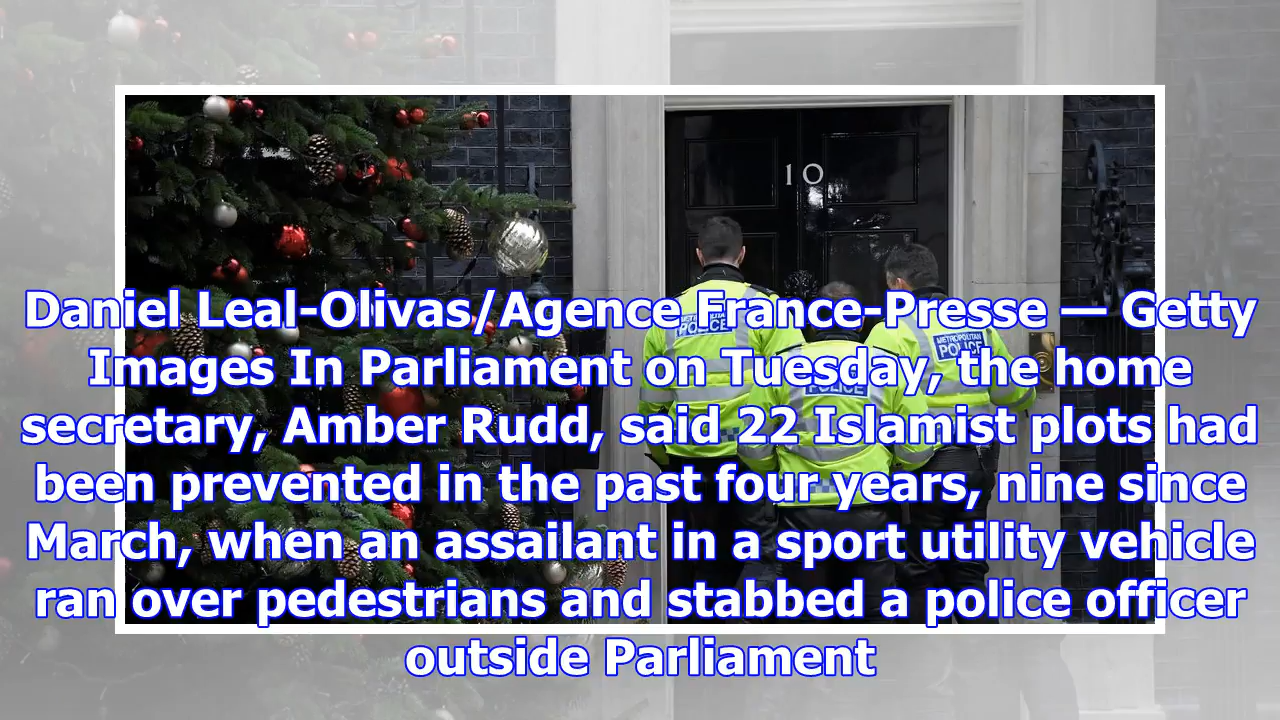 10
Daniel Leal-Olivas/Agence France-Presse — Getty
Images In Parliament on Tuesday, the home
secretary, Amber Rudd, said 22 Islamist plots had
been prevented in the past four years, nine since
March, when an assailant in a sport utility vehicle
ran over pedestrians and stabbed a police officer
outside Parliament
POLICE
METROPOLITAN
POLICE
POLICE